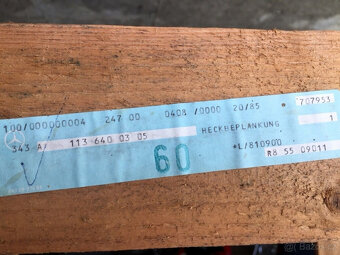 100/000000004 247 00 0408 /0000 20/85 * 707953
343 A/ 113 640 03 05 HECKBEPLANKUNG 1
60 *L/810900
R8 55 09011